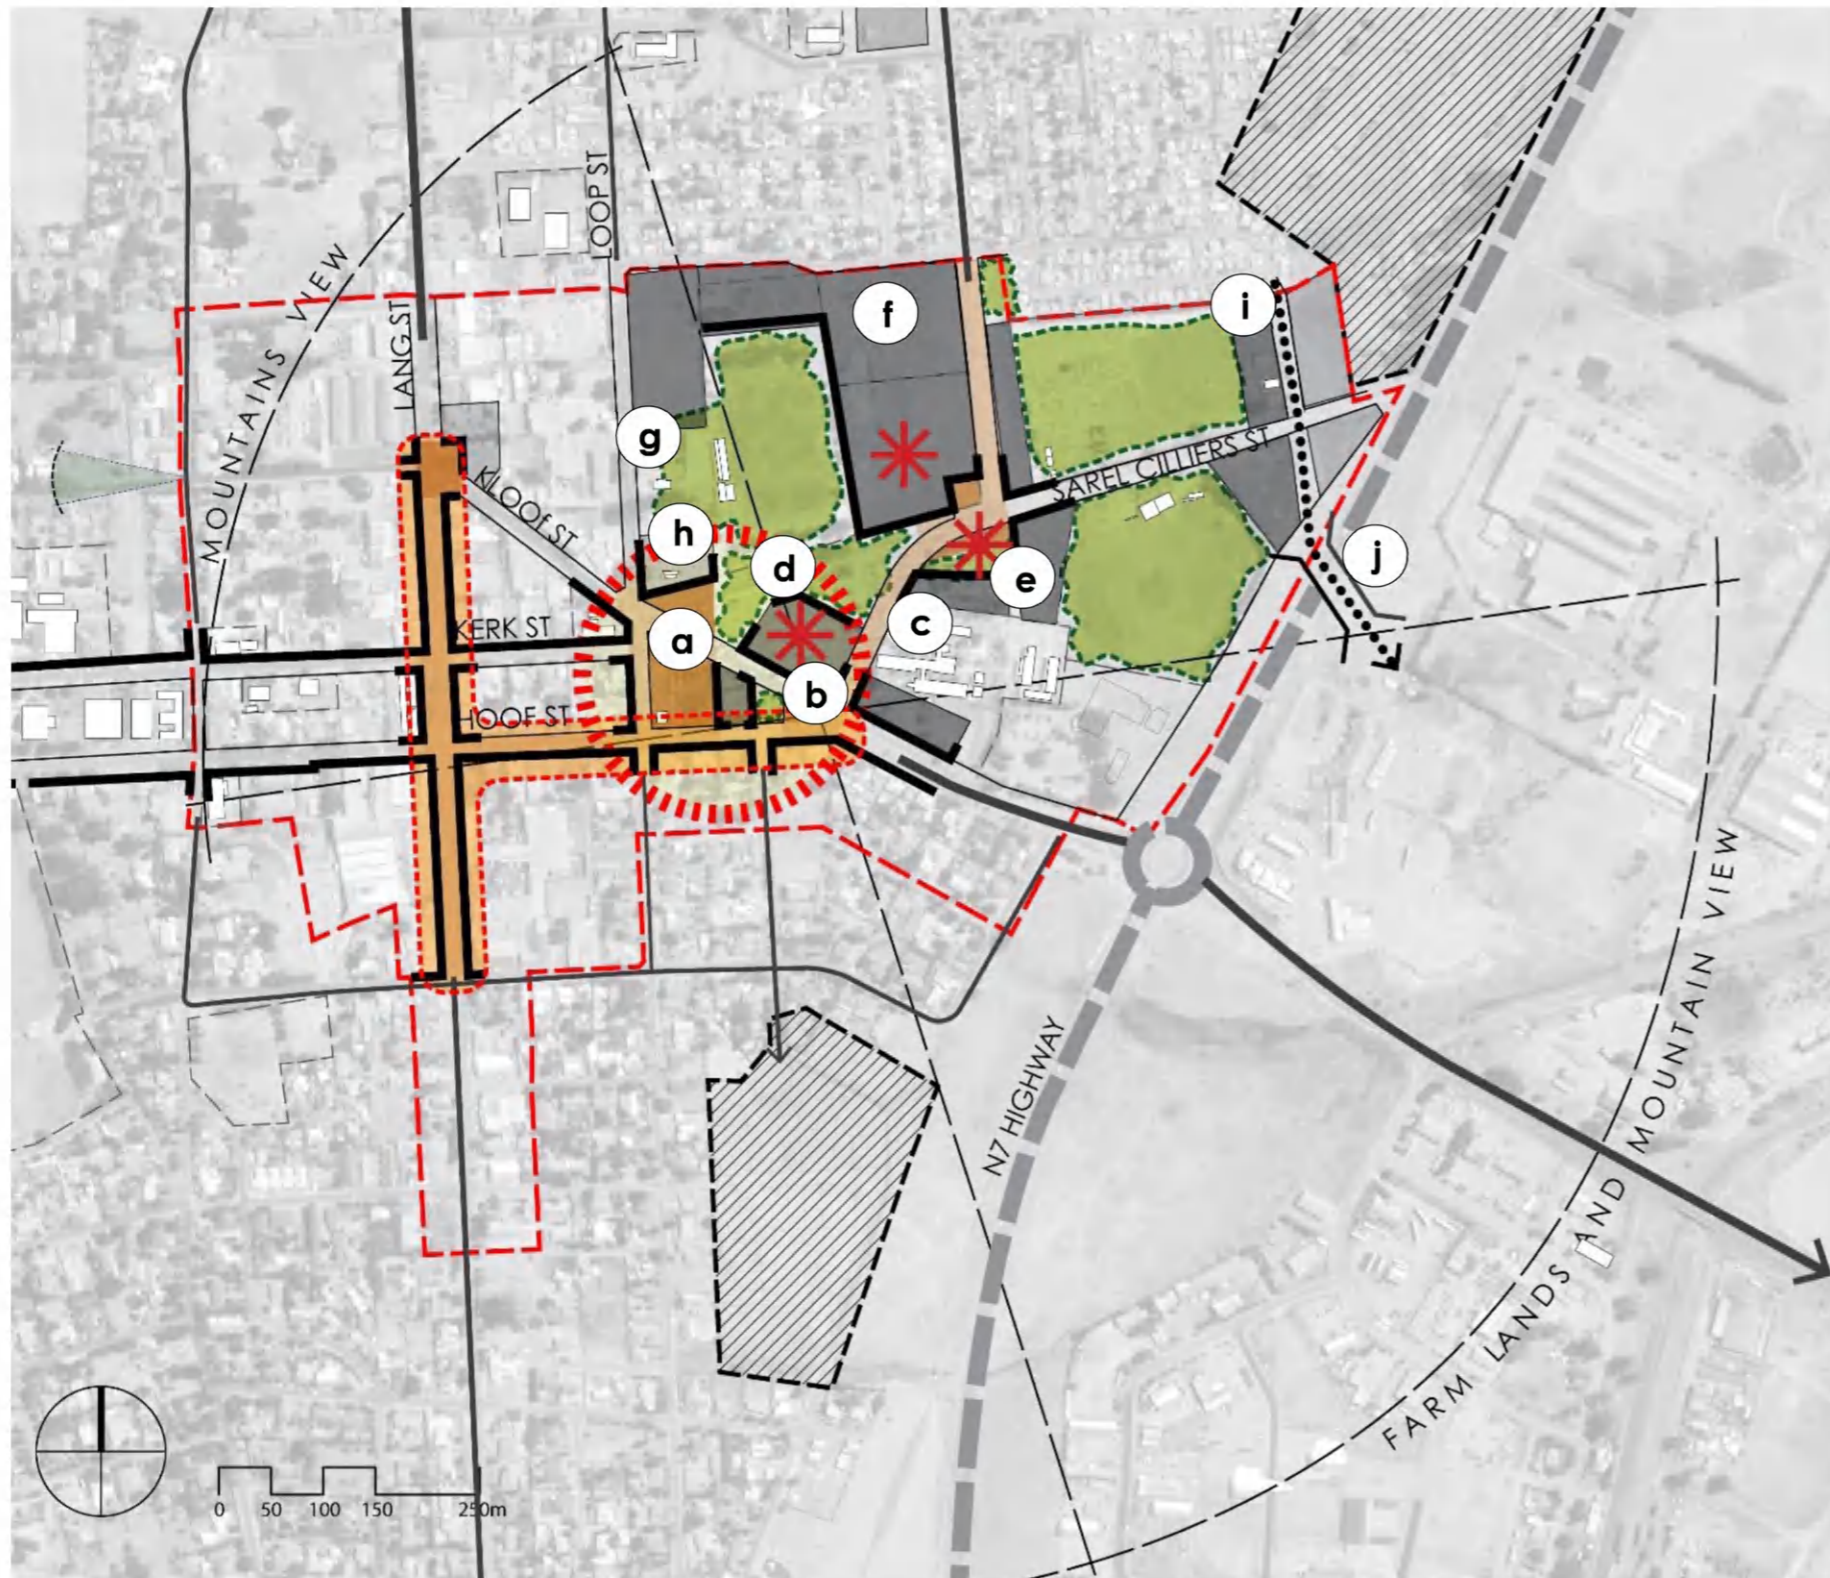 MOUNTAINS VIEW
LOOP ST
LANG.ST
f
i
g
KLOOf ST
SAREL CILLIERS ST
h
d
j
e
KERK ST
a
c
b
HOOF ST
N7 HIGHWAY
FARM LANDS AND MOUNTAIN VIEW
0 50 100 150 250m